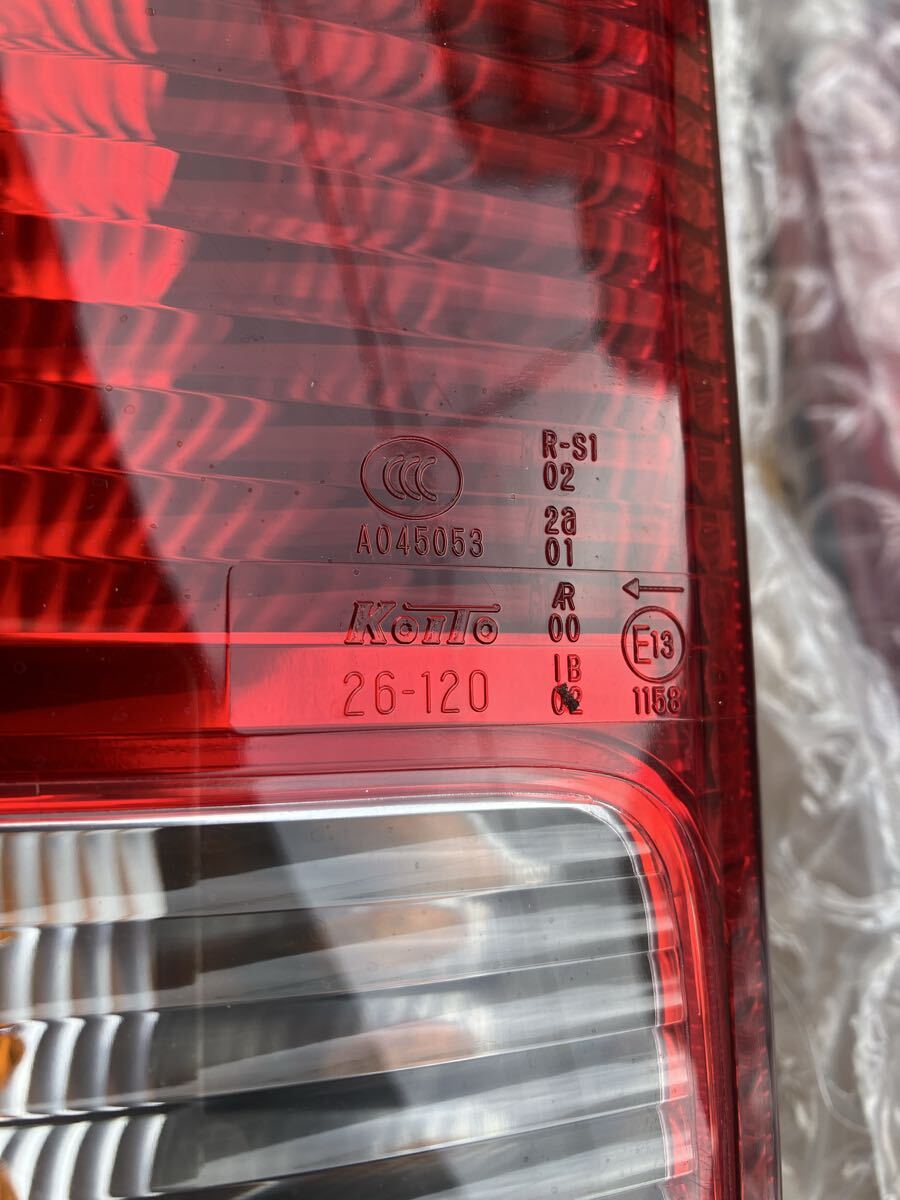 CCC
A045053
KoITo
26-120
R-S1
02
2a
01
AR
00
IB
02
E13
1158